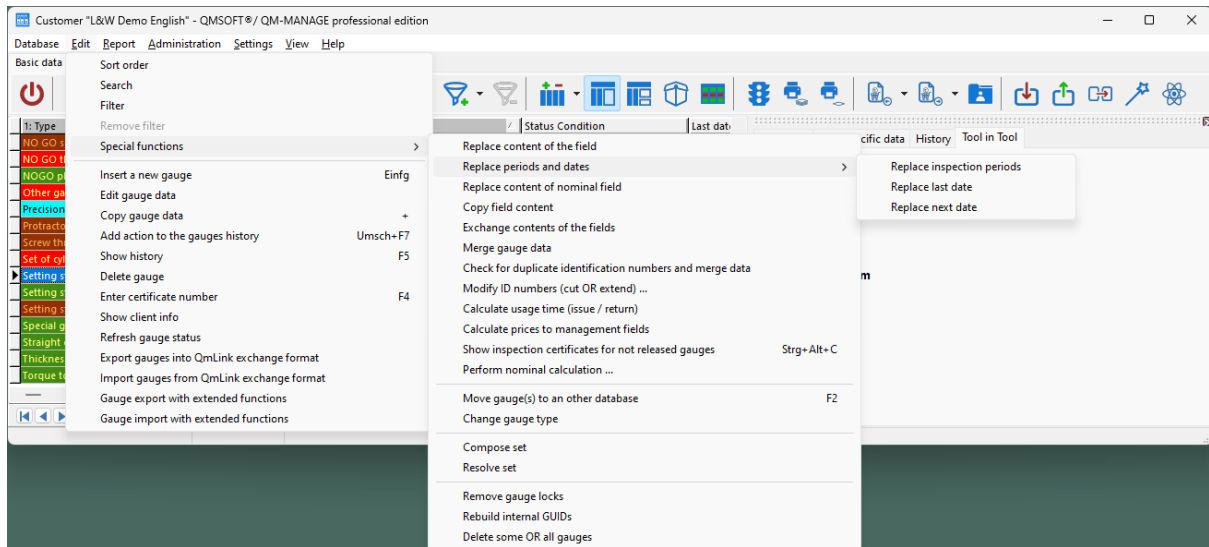 Customer "L&W Demo English" - QMSOFT®/ QM-MANAGE professional edition
Database Edit Report Administration Settings View Help
Basic data
1: Type
Status Condition
Last dat
NO GO s
NO GO t
NOGO pl
Other ga
Precision
Protracto
Screw thr
Set of cyl
Setting s
Setting s
Setting s
Special g
Straight
Thicknes
Torque to
Sort order
Search
Filter
Remove filter
Special functions
Insert a new gauge Einfg
Edit gauge data
Copy gauge data +
Add action to the gauges history Umsch+F7
Show history F5
Delete gauge
Enter certificate number F4
Show client info
Refresh gauge status
Export gauges into QmLink exchange format
Import gauges from QmLink exchange format
Gauge export with extended functions
Gauge import with extended functions
Replace content of the field
Replace periods and dates
Replace content of nominal field
Copy field content
Exchange contents of the fields
Merge gauge data
Check for duplicate identification numbers and merge data
Modify ID numbers (cut OR extend) ...
Calculate usage time (issue / return)
Calculate prices to management fields
Show inspection certificates for not released gauges Strg+Alt+C
Perform nominal calculation ...
Move gauge(s) to an other database F2
Change gauge type
Compose set
Resolve set
Remove gauge locks
Rebuild internal GUIDs
Delete some OR all gauges
cific data History Tool in Tool
Replace inspection periods
Replace last date
Replace next date
m